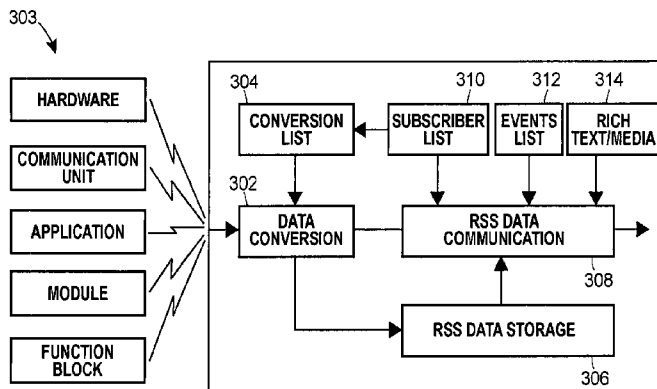 303
HARDWARE
COMMUNICATION
UNIT
APPLICATION
MODULE
FUNCTION
BLOCK
304
CONVERSION
LIST
310
SUBSCRIBER
LIST
312
EVENTS
LIST
314
RICH
TEXT/MEDIA
302
DATA
CONVERSION
RSS DATA
COMMUNICATION
308
RSS DATA STORAGE
306